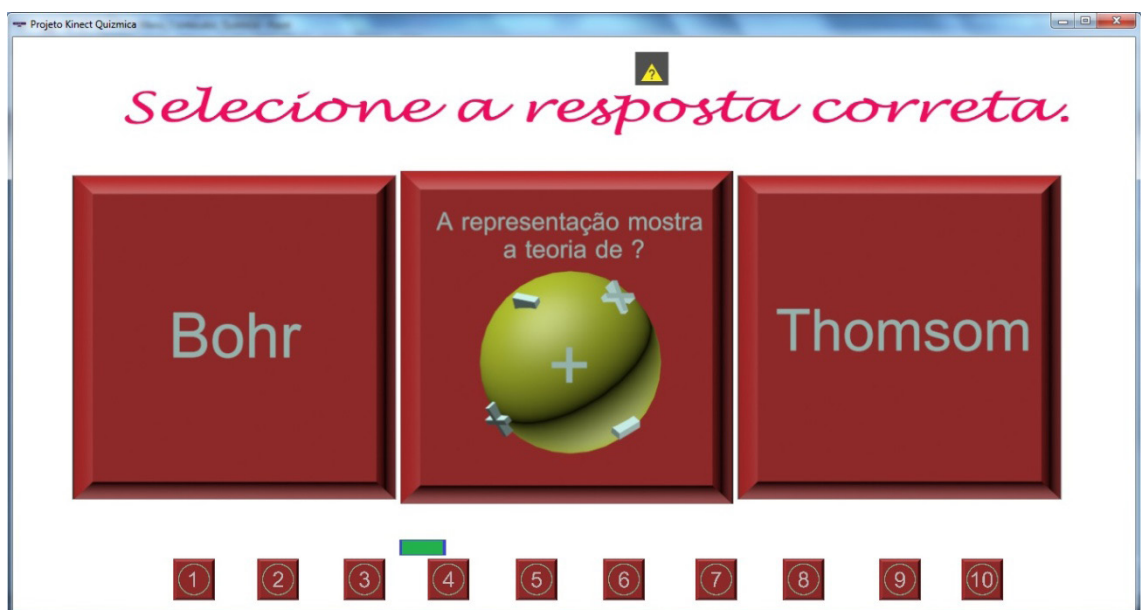 Projeto Kinect Quizmica
?
Selecione a resposta correta.
Bohr
A representação mostra
a teoria de ?
+
Thomsom
1 2 3 4 5 6 7 8 9 10